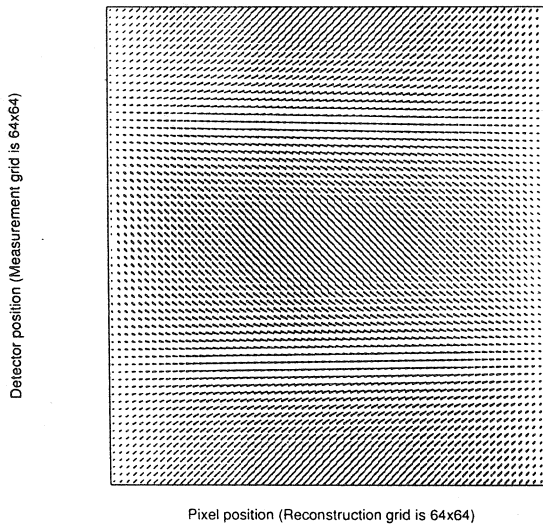 Detector position (Measurement grid is 64x64)
Pixel position (Reconstruction grid is 64x64)